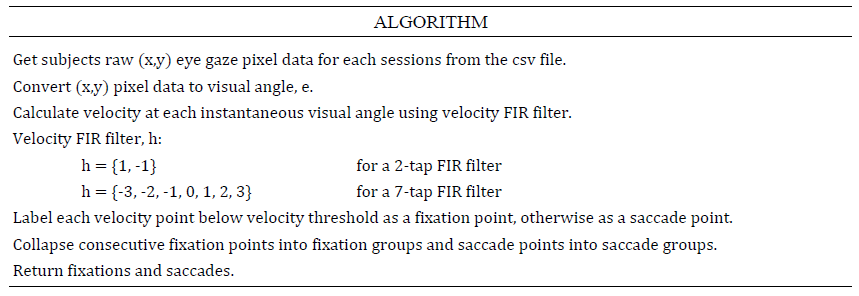 ALGORITHM
Get subjects raw (x,y) eye gaze pixel data for each sessions from the csv file.
Convert (x,y) pixel data to visual angle, e.
Calculate velocity at each instantaneous visual angle using velocity FIR filter.
Velocity FIR filter, h:
h = {1, -1} for a 2-tap FIR filter
h = {-3, -2, -1, 0, 1, 2, 3} for a 7-tap FIR filter
Label each velocity point below velocity threshold as a fixation point, otherwise as a saccade point.
Collapse consecutive fixation points into fixation groups and saccade points into saccade groups.
Return fixations and saccades.